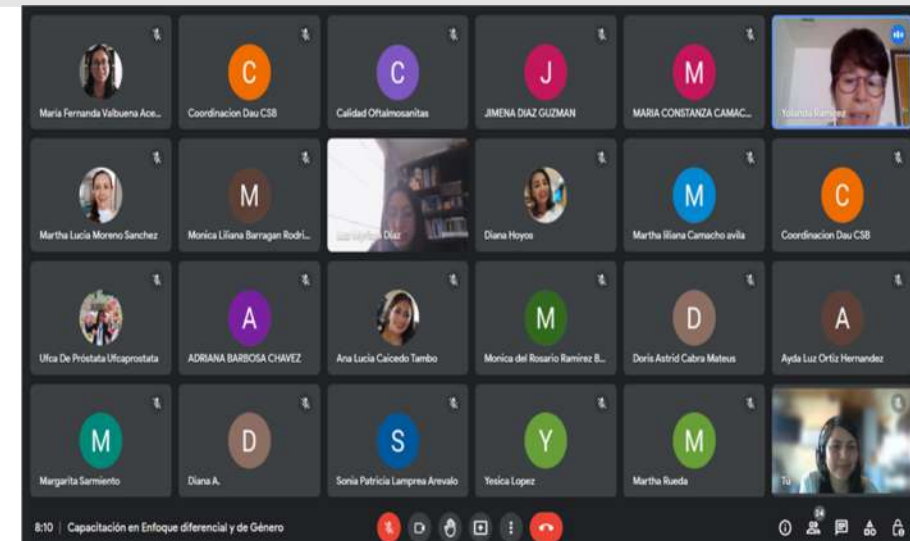 C
C
J
M
Maria Fernanda Valbuena Ace...
Coordinacion Dau CSB
Calidad Oftalmosanitas
JIMENA DIAZ GUZMAN
MARIA CONSTANZA CAMAC...
Yolanda Ramirez
M
M
C
Martha Lucia Moreno Sanchez
Monica Liliana Barragan Rodri...
Diaz
Diana Hoyos
Martha liliana Camacho avila
Coordinacion Dau CSB
A
M
D
A
Ufca De Próstata Ufcaprostata
ADRIANA BARBOSA CHAVEZ
Ana Lucia Caicedo Tambo
Monica del Rosario Ramirez B...
Doris Astrid Cabra Mateus
Ayda Luz Ortiz Hernandez
M
D
S
Y
M
Margarita Sarmiento
Diana A.
Sonia Patricia Lamprea Arevalo
Yesica Lopez
Martha Rueda
Tú
8:10 | Capacitación en Enfoque diferencial y de Género
24